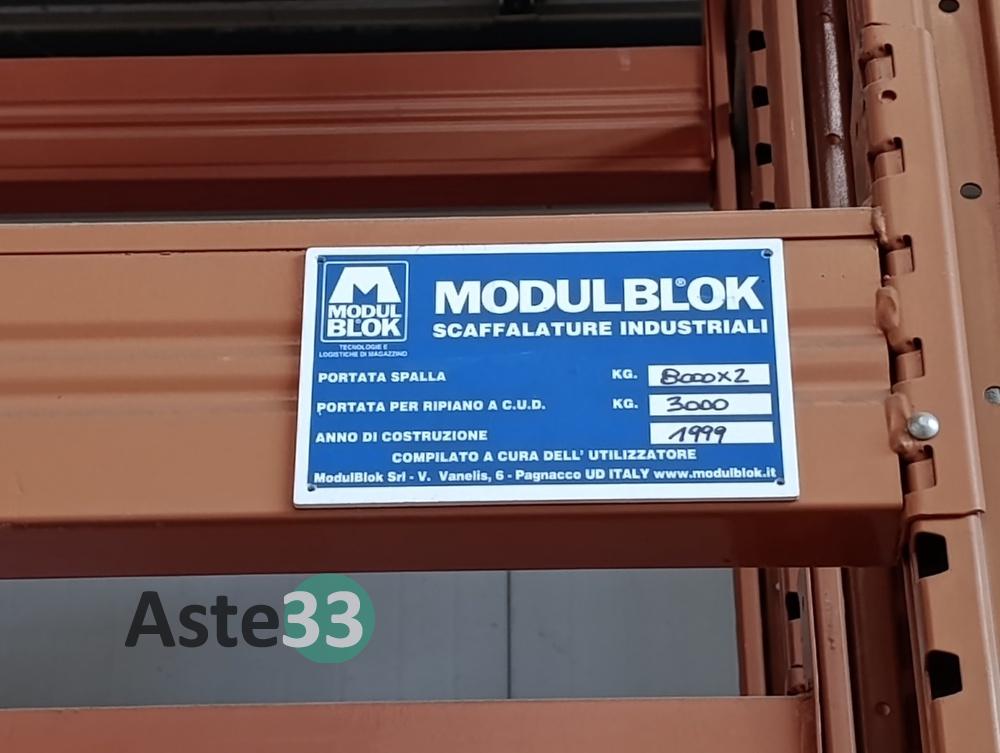 MODUL
BLOK
TECNOLOGIE E
LOGISTICHE DI MAGAZZINO
MODULBLOK®
SCAFFALATURE INDUSTRIALI
PORTATA SPALLA KG. 8000x2
PORTATA PER RIPIANO A C.U.D. KG. 3000
ANNO DI COSTRUZIONE 1999
COMPILATO A CURA DELL' UTILIZZATORE
ModulBlok Srl - V. Vanelis, 6 - Pagnacco UD ITALY www.modulblok.it
Aste33